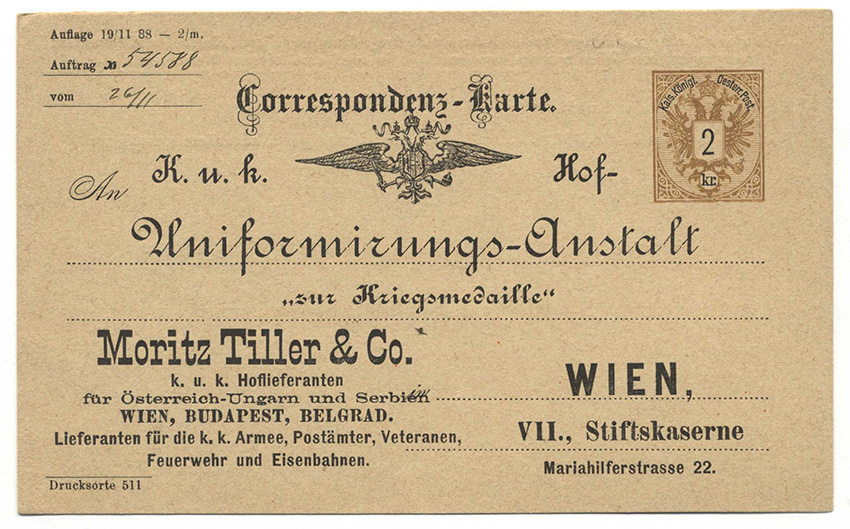 Auflage 19/11 88 — 2/m.
Auftrag № 54588
vom 26/11
Correspondenz-Karte.
Kais. Königl. Oesterr. Post.
2
kr.
An K. u. k. Hof-
Uniformirungs-Anstalt
„zur Kriegsmedaille“
Moritz Tiller & Co.
k. u. k. Hoflieferanten
für Österreich-Ungarn und Serbien in
WIEN, BUDAPEST, BELGRAD.
Lieferanten für die k. k. Armee, Postämter, Veteranen,
Feuerwehr und Eisenbahnen.
WIEN,
VII., Stiftskaserne
Mariahilferstrasse 22.
Drucksorte 511